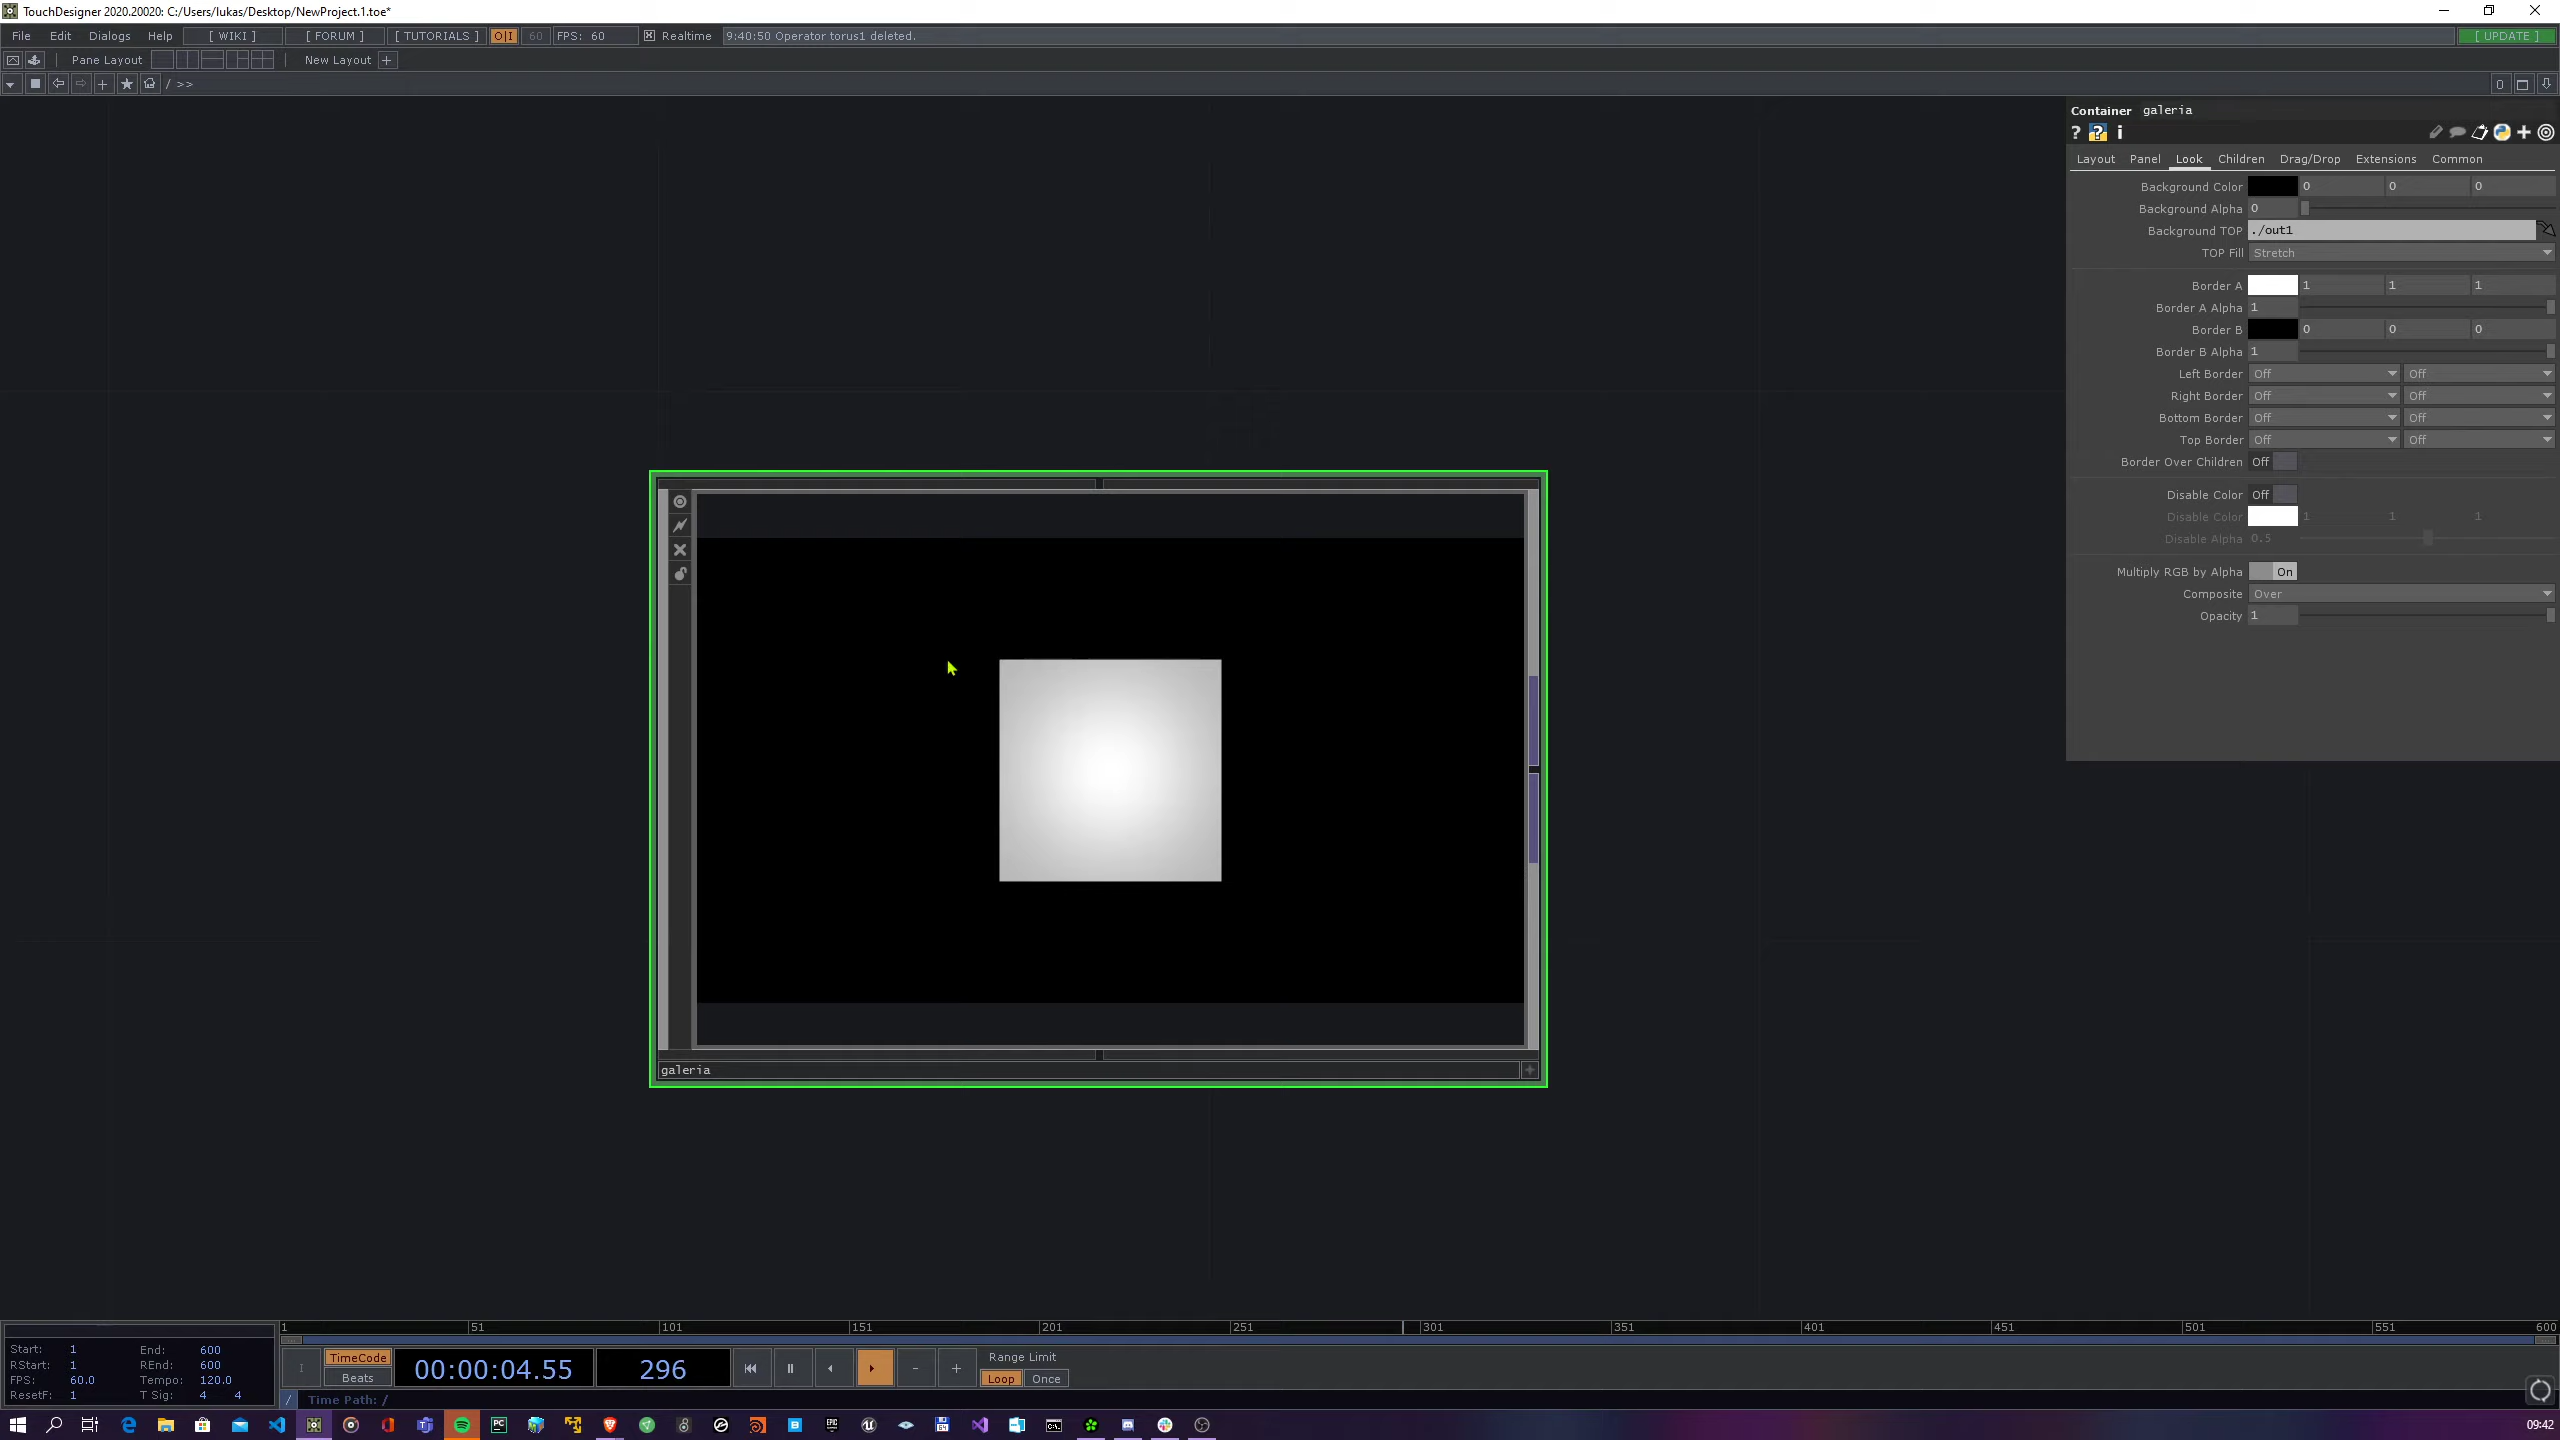 TouchDesigner 2020.20020: C:/Users/lukas/Desktop/NewProject.1.toe*
File Edit Dialogs Help [ WIKI ] [ FORUM ] [ TUTORIALS ] O|I 60 FPS: 60 Realtime 9:40:50 Operator torus1 deleted. [ UPDATE ]
Pane Layout New Layout +
/ >> 0
Container galeria
? ? i
Layout Panel Look Children Drag/Drop Extensions Common
Background Color 0 0 0
Background Alpha 0
Background TOP ./out1
TOP Fill Stretch
Border A 1 1 1
Border A Alpha 1
Border B 0 0 0
Border B Alpha 1
Left Border Off Off
Right Border Off Off
Bottom Border Off Off
Top Border Off Off
Border Over Children Off
Disable Color Off
Disable Color 1 1 1
Disable Alpha 0.5
Multiply RGB by Alpha On
Composite Over
Opacity 1
galeria
1 51 101 151 201 251 301 351 401 451 501 551 600
Start: 1 End: 600
RStart: 1 REnd: 600
FPS: 60.0 Tempo: 120.0
ResetF: 1 T Sig: 4 4
TimeCode
Beats
00:00:04.55 296
- +
Range Limit
Loop Once
/ Time Path: /
PC
EPIC
09:42